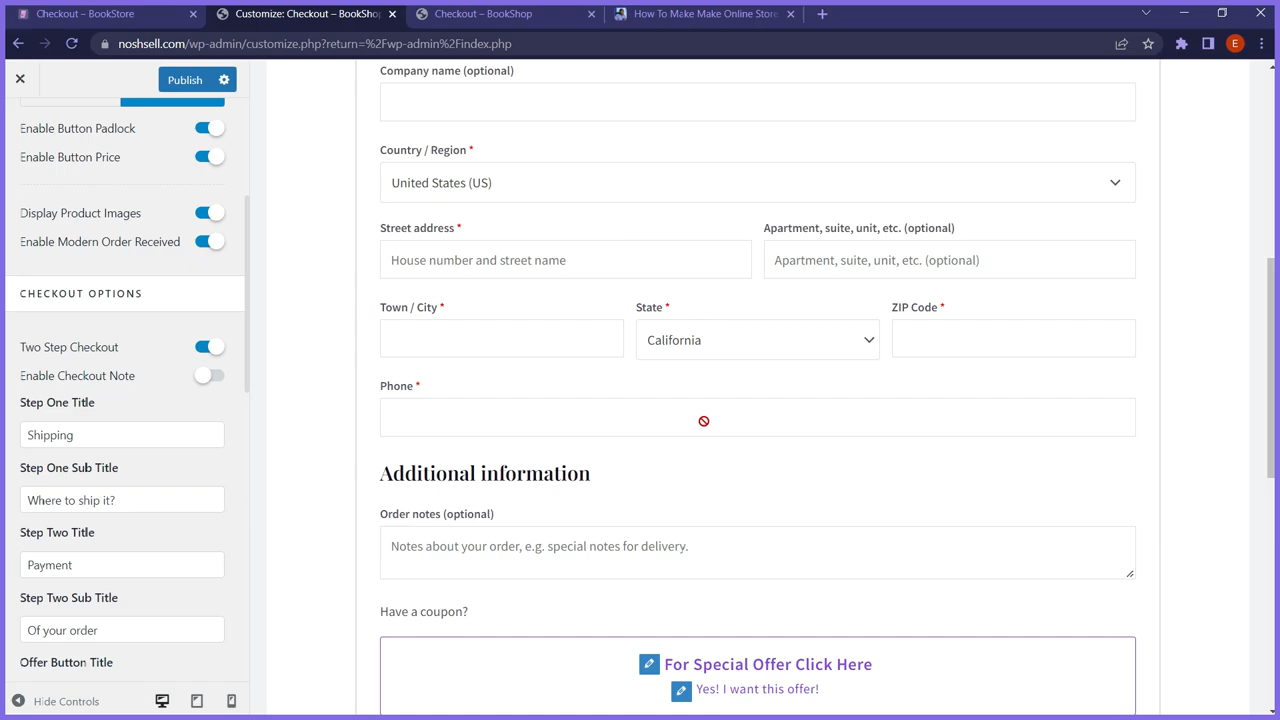 Checkout – BookStore
Customize: Checkout – BookSho
Checkout – BookShop
How To Make Make Online Store
noshsell.com/wp-admin/customize.php?return=%2Fwp-admin%2Findex.php
E
Publish
Enable Button Padlock
Enable Button Price
Display Product Images
Enable Modern Order Received
CHECKOUT OPTIONS
Two Step Checkout
Enable Checkout Note
Step One Title
Shipping
Step One Sub Title
Where to ship it?
Step Two Title
Payment
Step Two Sub Title
Of your order
Offer Button Title
Hide Controls
Company name (optional)
Country / Region *
United States (US)
Street address *
Apartment, suite, unit, etc. (optional)
House number and street name
Apartment, suite, unit, etc. (optional)
Town / City *
State *
ZIP Code *
California
Phone *
Additional information
Order notes (optional)
Notes about your order, e.g. special notes for delivery.
Have a coupon?
For Special Offer Click Here
Yes! I want this offer!